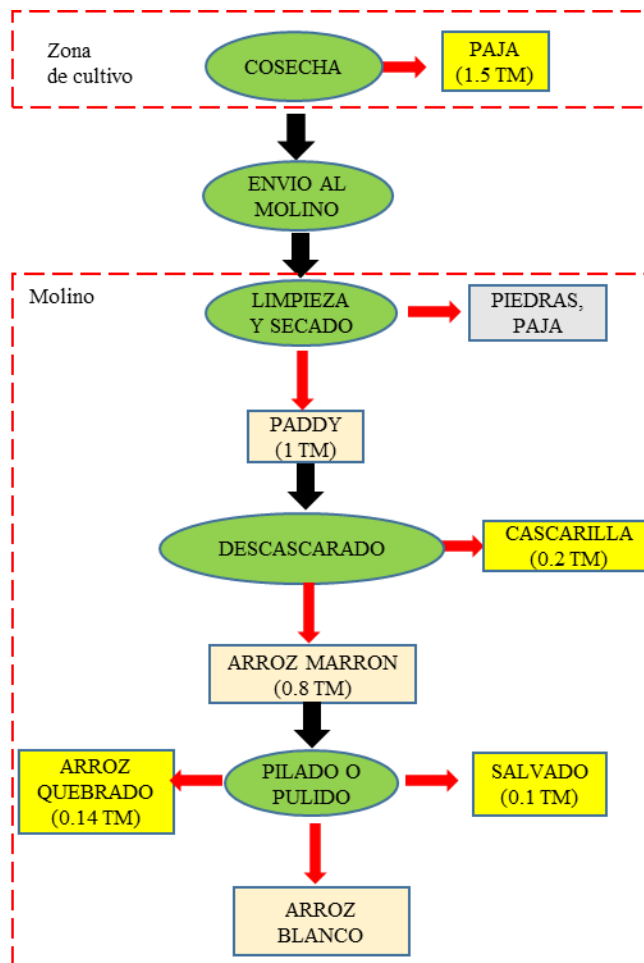 Zona
de cultivo
COSECHA
PAJA
(1.5 TM)
ENVIO AL
MOLINO
Molino
LIMPIEZA
Y SECADO
PIEDRAS,
PAJA
PADDY
(1 TM)
DESCASCARADO
CASCARILLA
(0.2 TM)
ARROZ MARRON
(0.8 TM)
ARROZ
QUEBRADO
(0.14 TM)
PILADO O
PULIDO
SALVADO
(0.1 TM)
ARROZ
BLANCO